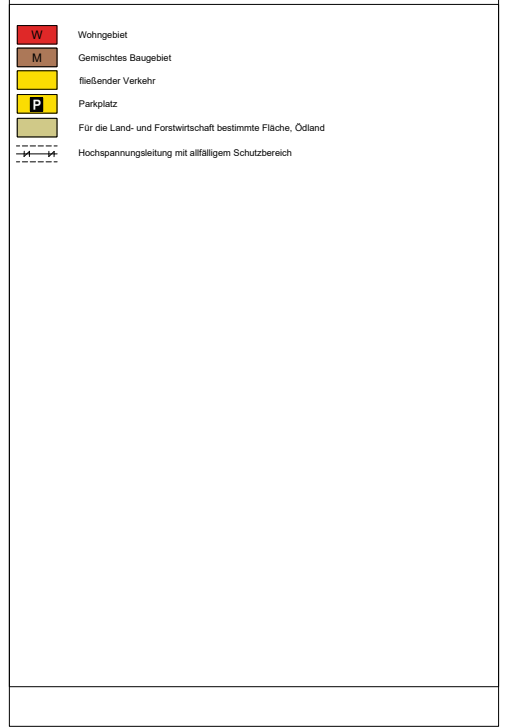 W Wohngebiet
M Gemischtes Baugebiet
fließender Verkehr
P Parkplatz
Für die Land- und Forstwirtschaft bestimmte Fläche, Ödland
Hochspannungsleitung mit allfälligem Schutzbereich